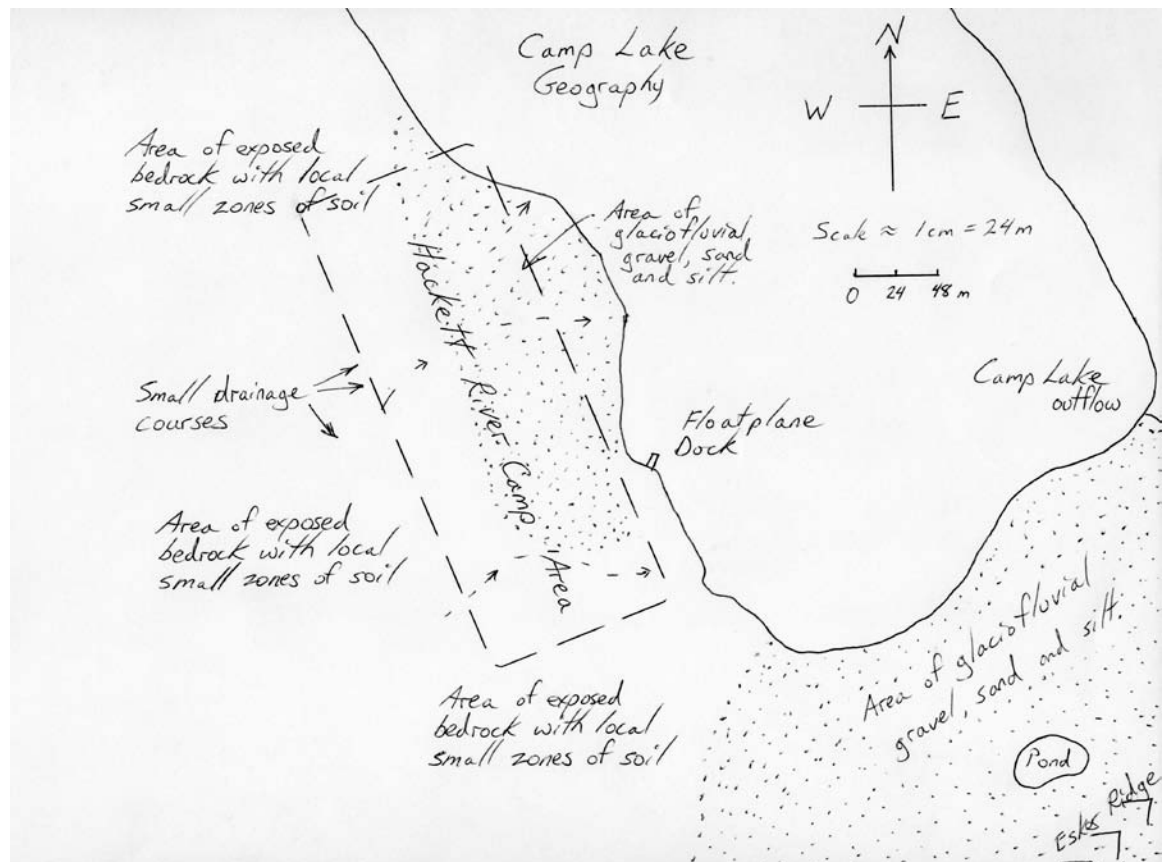 Camp Lake
Geography
N
W E
Area of exposed
bedrock with local
small zones of soil
Area of
glaciofluvial
gravel, sand
and silt.
Scale ≈ 1cm = 24m
0 24 48 m
Hackett River Camp Area
Small drainage
courses
Camp Lake
outflow
Floatplane
Dock
Area of exposed
bedrock with local
small zones of soil
Area of glaciofluvial
gravel, sand and silt.
Area of exposed
bedrock with local
small zones of soil
Pond
Esker Ridge